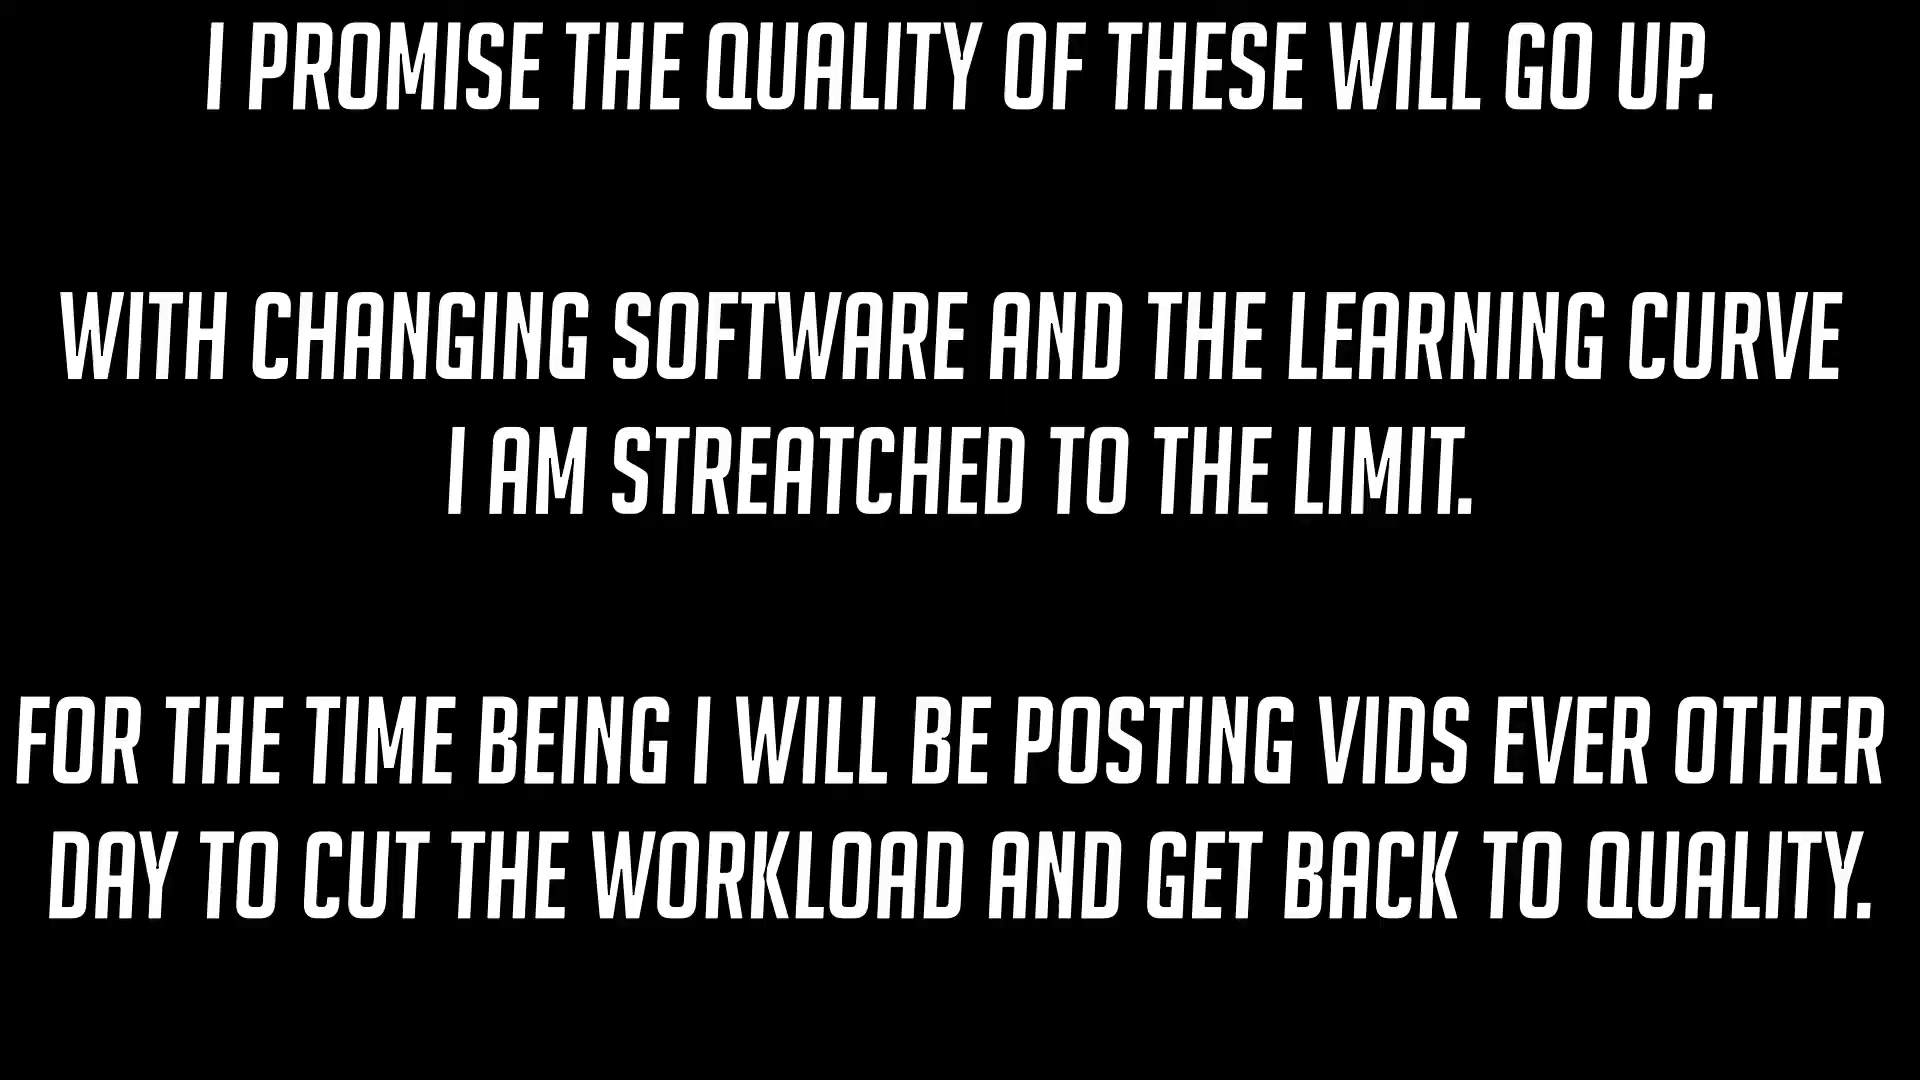 I PROMISE THE QUALITY OF THESE WILL GO UP.
WITH CHANGING SOFTWARE AND THE LEARNING CURVE
I AM STREATCHED TO THE LIMIT.
FOR THE TIME BEING I WILL BE POSTING VIDS EVER OTHER
DAY TO CUT THE WORKLOAD AND GET BACK TO QUALITY.